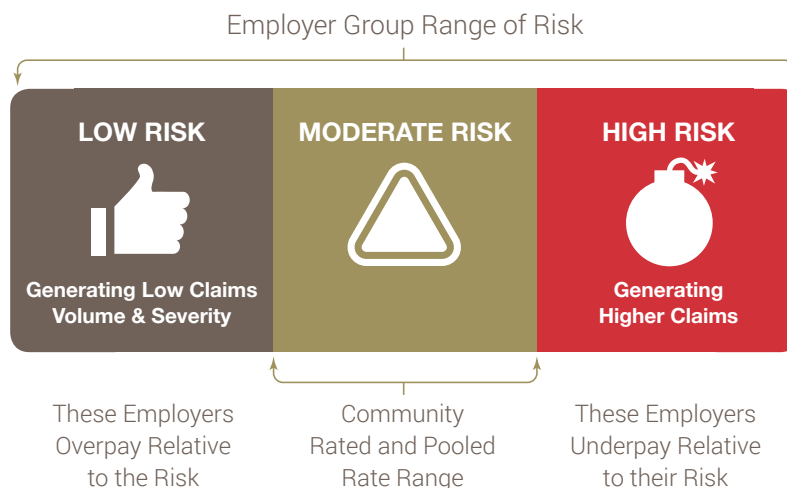 Employer Group Range of Risk
LOW RISK
Generating Low Claims
Volume & Severity
MODERATE RISK
HIGH RISK
Generating
Higher Claims
These Employers
Overpay Relative
to the Risk
Community
Rated and Pooled
Rate Range
These Employers
Underpay Relative
to their Risk